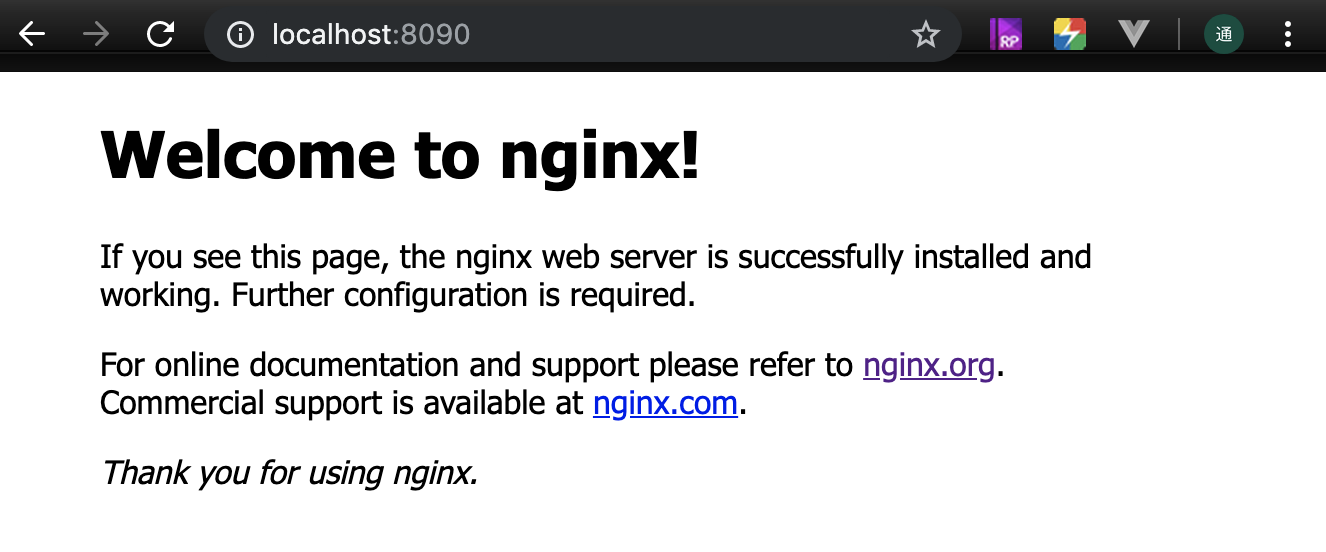 localhost:8090
RP
通
Welcome to nginx!
If you see this page, the nginx web server is successfully installed and
working. Further configuration is required.
For online documentation and support please refer to nginx.org.
Commercial support is available at nginx.com.
Thank you for using nginx.